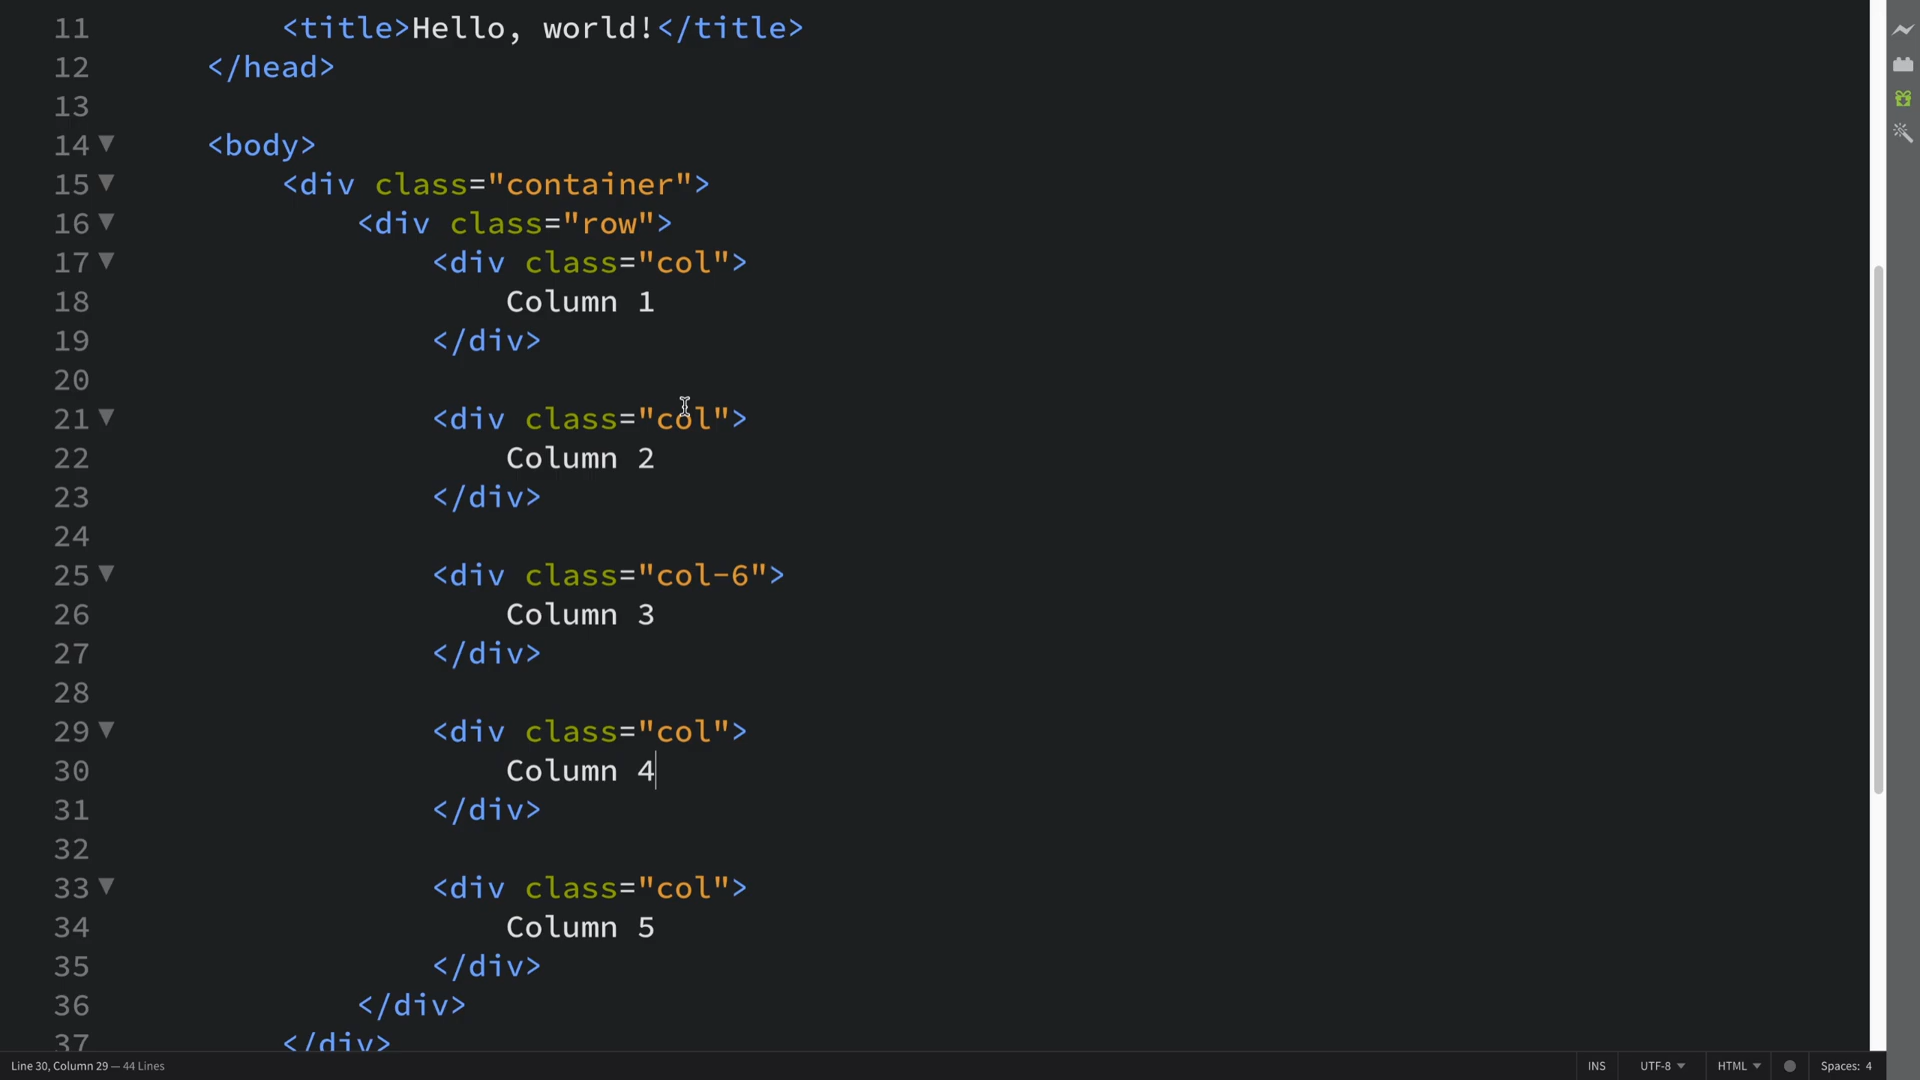 11 <title>Hello, world!</title>
12 </head>
13
14 <body>
15 <div class="container">
16 <div class="row">
17 <div class="col">
18 Column 1
19 </div>
20
21 <div class="col">
22 Column 2
23 </div>
24
25 <div class="col-6">
26 Column 3
27 </div>
28
29 <div class="col">
30 Column 4
31 </div>
32
33 <div class="col">
34 Column 5
35 </div>
36 </div>
37 </div>
Line 30, Column 29 — 44 Lines INS UTF-8 HTML Spaces: 4